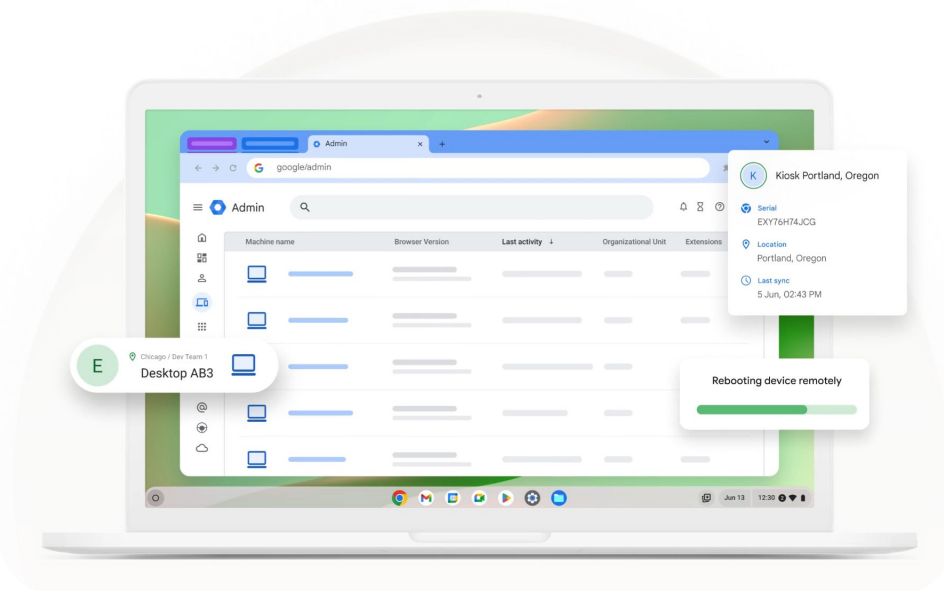 Admin
google/admin
K
Kiosk Portland, Oregon
Admin
Serial
EXY76H74JCG
Machine name
Browser Version
Last activity
Organizational Unit
Extensions
Location
Portland, Oregon
Last sync
5 Jun, 02:43 PM
E
Chicago / Dev Team 1
Desktop AB3
Rebooting device remotely
Jun 13
12:30
2